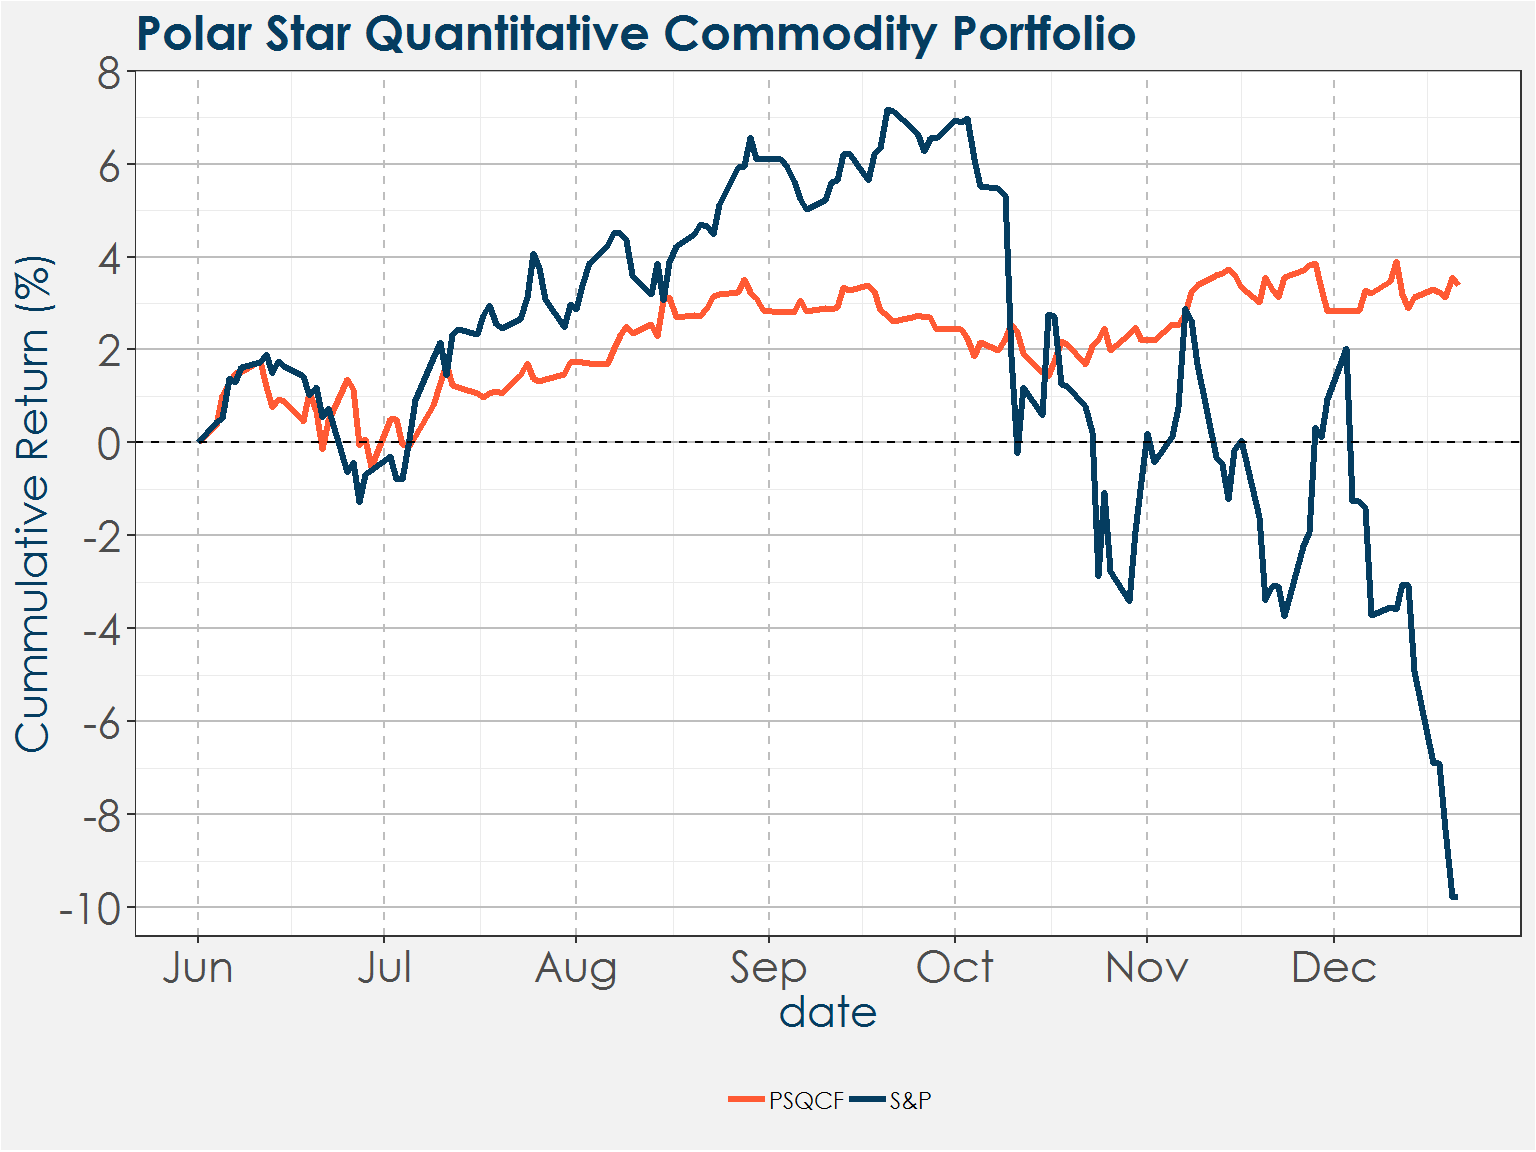 Polar Star Quantitative Commodity Portfolio
Cummulative Return (%)
8
6
4
2
0
-2
-4
-6
-8
-10
Jun Jul Aug Sep Oct Nov Dec
date
PSQCF S&P